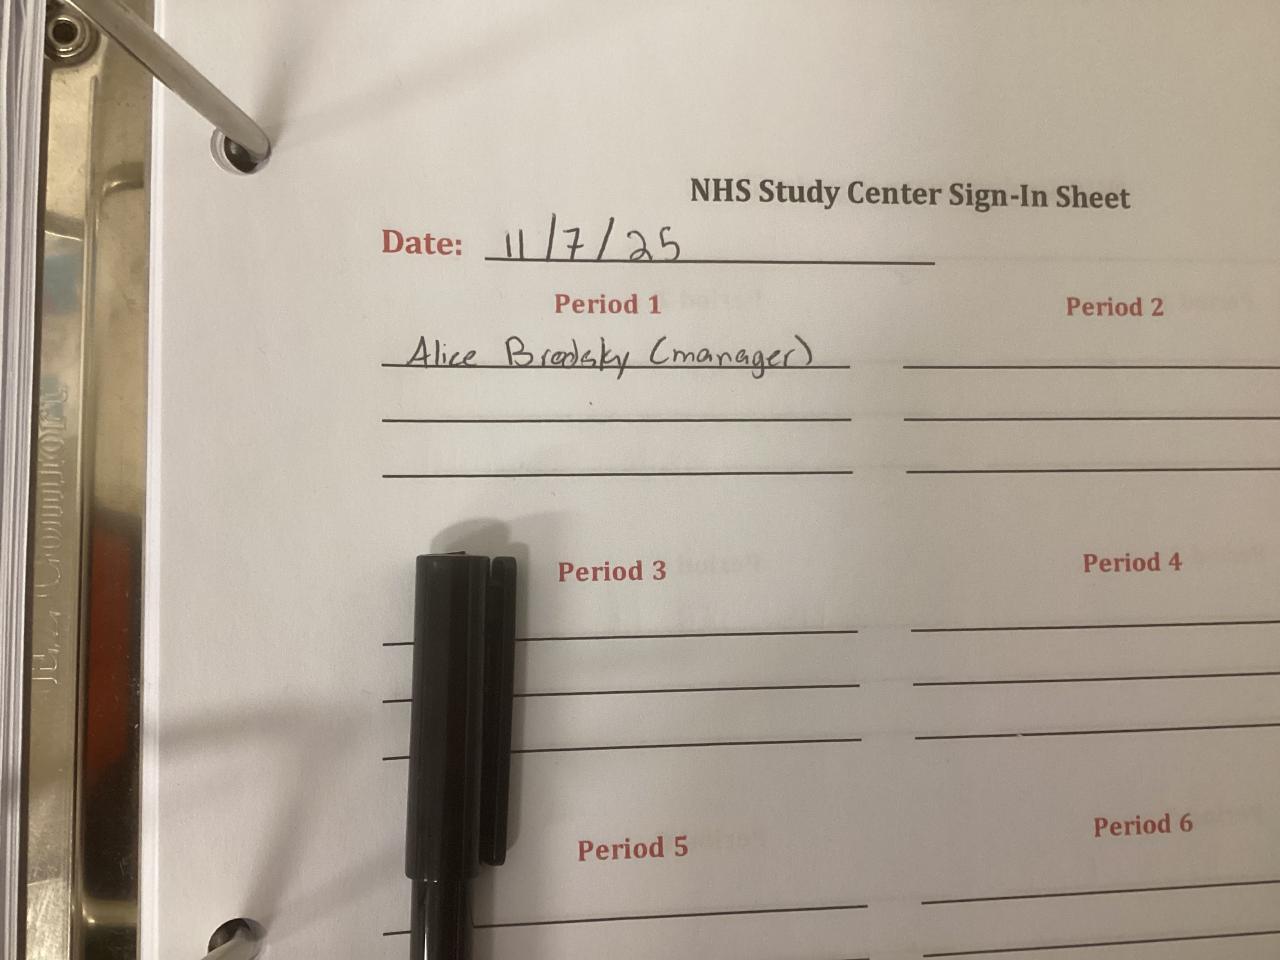 NHS Study Center Sign-In Sheet
Date: 11/7/25
Period 1 Period 2
Alice Brodsky (manager)
Period 3 Period 4
Period 5 Period 6